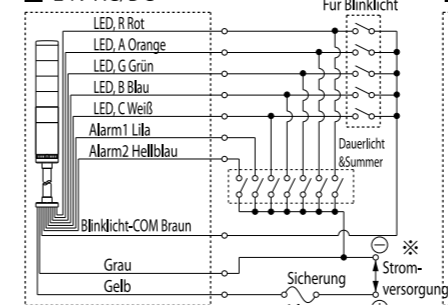 Für Blinklicht
LED, R Rot
LED, A Orange
LED, G Grün
LED, B Blau
LED, C Weiß
Alarm1 Lila
Alarm2 Hellblau
Dauerlicht
&Summer
Blinklicht-COM Braun
Grau
Gelb
Sicherung
※
Strom-
versorgung